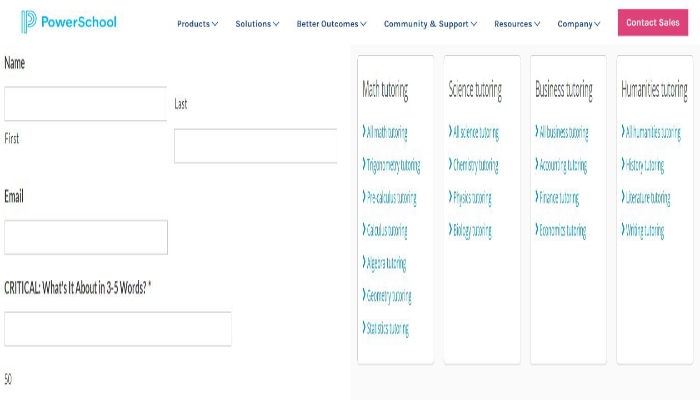 PowerSchool
Products Solutions Better Outcomes Community & Support Resources Company Contact Sales
Name
Last
First
Email
CRITICAL: What's It About in 3-5 Words? *
50
Math tutoring
All math tutoring
Trigonometry tutoring
Pre-calculus tutoring
Calculus tutoring
Algebra tutoring
Geometry tutoring
Statistics tutoring
Science tutoring
All science tutoring
Chemistry tutoring
Physics tutoring
Biology tutoring
Business tutoring
All business tutoring
Accounting tutoring
Finance tutoring
Economics tutoring
Humanities tutoring
All humanities tutoring
History tutoring
Literature tutoring
Writing tutoring